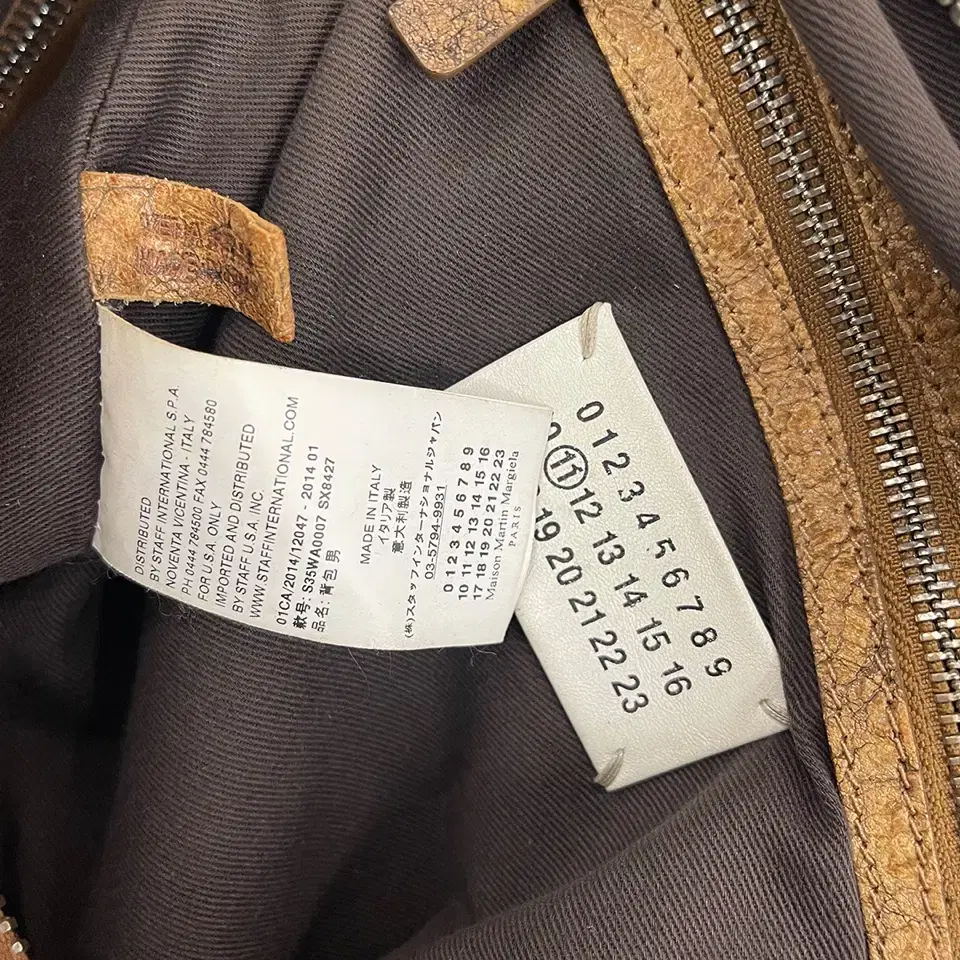 DISTRIBUTED
BY STAFF INTERNATIONAL S.P.A.
NOVENTA VICENTINA - ITALY
PH 0444 784500 FAX 0444 784580
FOR U.S.A. ONLY
IMPORTED AND DISTRIBUTED
BY STAFF U.S.A. INC.
WWW.STAFFINTERNATIONAL.COM
01CA/2014/12047 - 2014 01
款号: S35WA0007 SX8427
品名: 背包 男
MADE IN ITALY
イタリア製
意大利製造
(株)スタッフインターナショナルジャパン
03-5794-9931
0 1 2 3 4 5 6 7 8 9
10 11 12 13 14 15 16
17 18 19 20 21 22 23
Maison Martin Margiela
PARIS
0 1 2 3 4 5 6 7 8 9
0 11 12 13 14 15 16
19 20 21 22 23